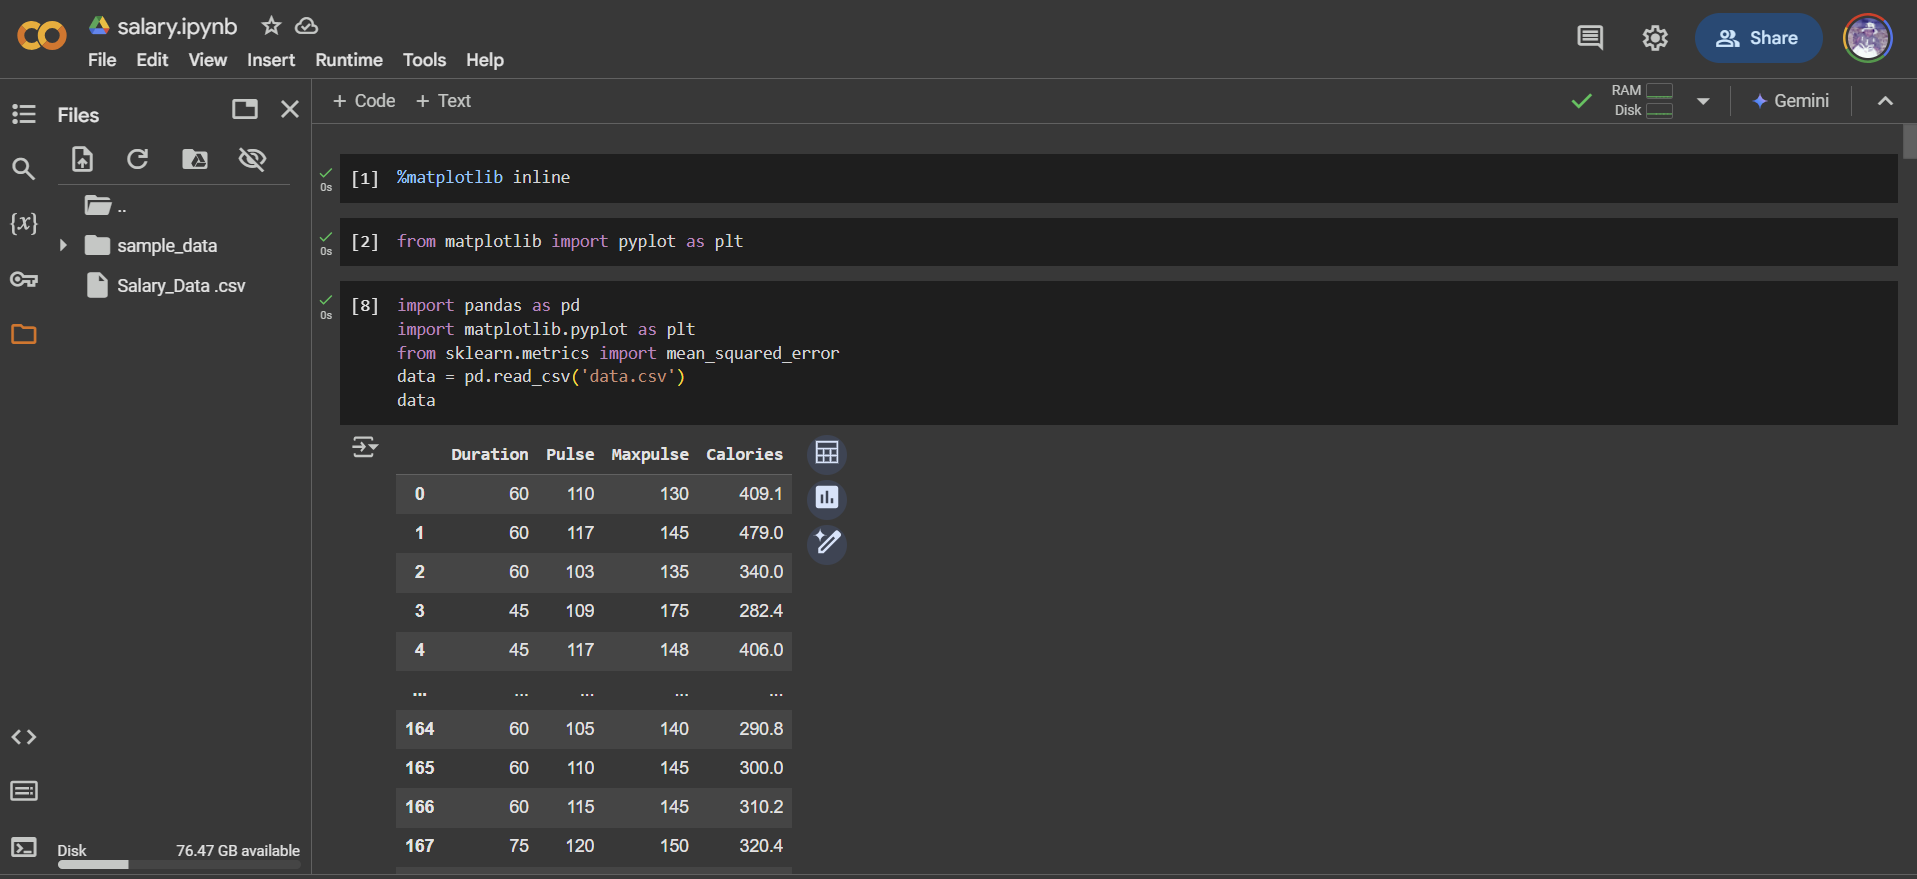 salary.ipynb
File Edit View Insert Runtime Tools Help
Share
Files
+ Code + Text
RAM
Disk
Gemini
..
sample_data
Salary_Data .csv
{x}
[1] %matplotlib inline
0s
[2] from matplotlib import pyplot as plt
0s
[8] import pandas as pd
0s
import matplotlib.pyplot as plt
from sklearn.metrics import mean_squared_error
data = pd.read_csv('data.csv')
data
Duration Pulse Maxpulse Calories
0 60 110 130 409.1
1 60 117 145 479.0
2 60 103 135 340.0
3 45 109 175 282.4
4 45 117 148 406.0
... ... ... ... ...
164 60 105 140 290.8
165 60 110 145 300.0
166 60 115 145 310.2
167 75 120 150 320.4
Disk 76.47 GB available